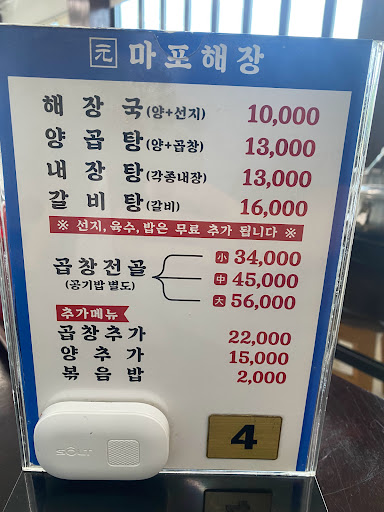 元 마포해장
해장국(양+선지) 10,000
양곱탕(양+곱창) 13,000
내장탕(각종내장) 13,000
갈비탕(갈비) 16,000
※ 선지, 육수, 밥은 무료 추가 됩니다 ※
곱창전골 小 34,000
(공기밥 별도) 中 45,000
大 56,000
추가메뉴
곱창추가 22,000
양추가 15,000
볶음밥 2,000
4